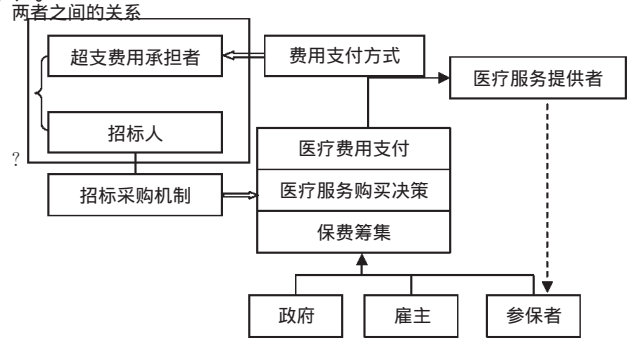 两者之间的关系
超支费用承担者
费用支付方式
医疗服务提供者
招标人
?
医疗费用支付
招标采购机制
医疗服务购买决策
保费筹集
政府
雇主
参保者